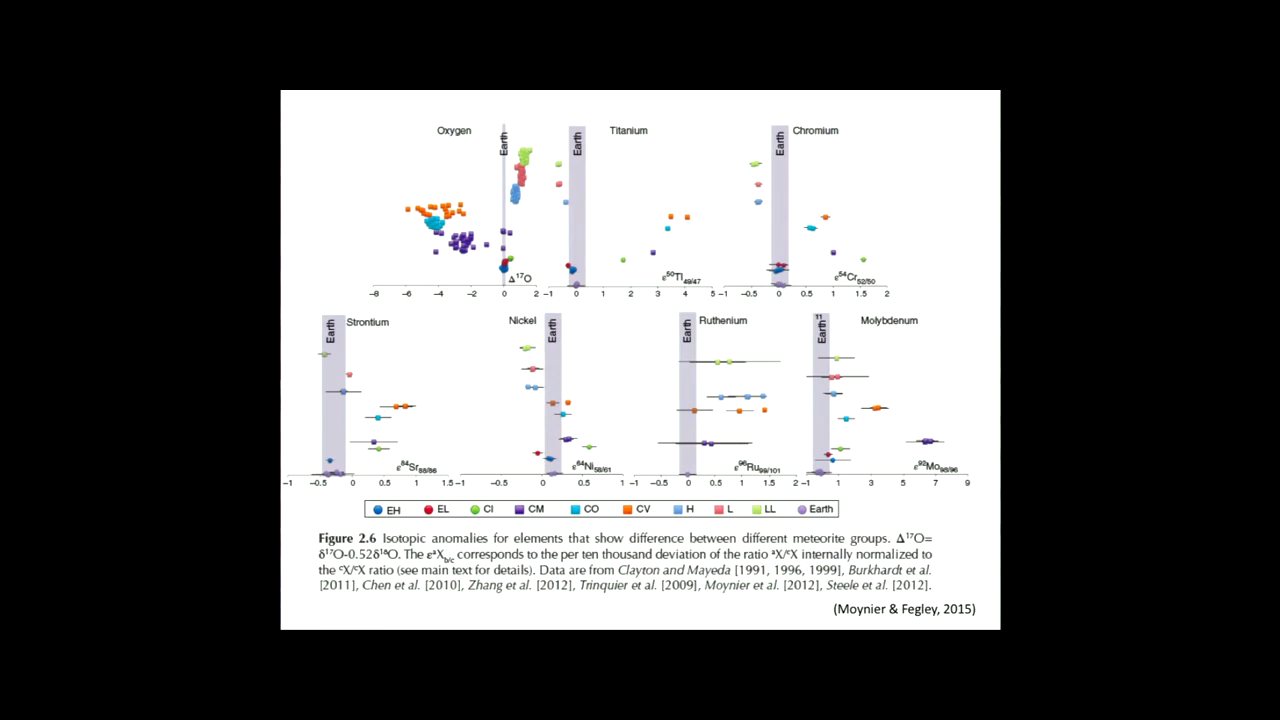 Oxygen
Earth
Titanium
Earth
Chromium
Earth
Δ¹⁷O
ε⁵⁰Ti₄₉/₄₇
ε⁵⁴Cr₅₂/₅₀
−8 −6 −4 −2 0 2
−1 0 1 2 3 4 5
−1 −0.5 0 0.5 1 1.5 2
Strontium
Earth
Nickel
Earth
Ruthenium
Earth
Molybdenum
11
Earth
ε⁸⁴Sr₈₈/₈₆
ε⁶⁴Ni₅₈/₆₁
ε⁹⁶Ru₉₉/₁₀₁
ε⁹²Mo₉₈/₉₆
−1 −0.5 0 0.5 1 1.5
−1 −0.5 0 0.5 1
−1 −0.5 0 0.5 1 1.5 2
−1 1 3 5 7 9
EH EL CI CM CO CV H L LL Earth
Figure 2.6 Isotopic anomalies for elements that show difference between different meteorite groups. Δ¹⁷O=
δ¹⁷O-0.52δ¹⁸O. The εᵃX_b/c corresponds to the per ten thousand deviation of the ratio ᵃX/ᶜX internally normalized to
the ᶜX/ᶜX ratio (see main text for details). Data are from Clayton and Mayeda [1991, 1996, 1999], Burkhardt et al.
[2011], Chen et al. [2010], Zhang et al. [2012], Trinquier et al. [2009], Moynier et al. [2012], Steele et al. [2012].
(Moynier & Fegley, 2015)